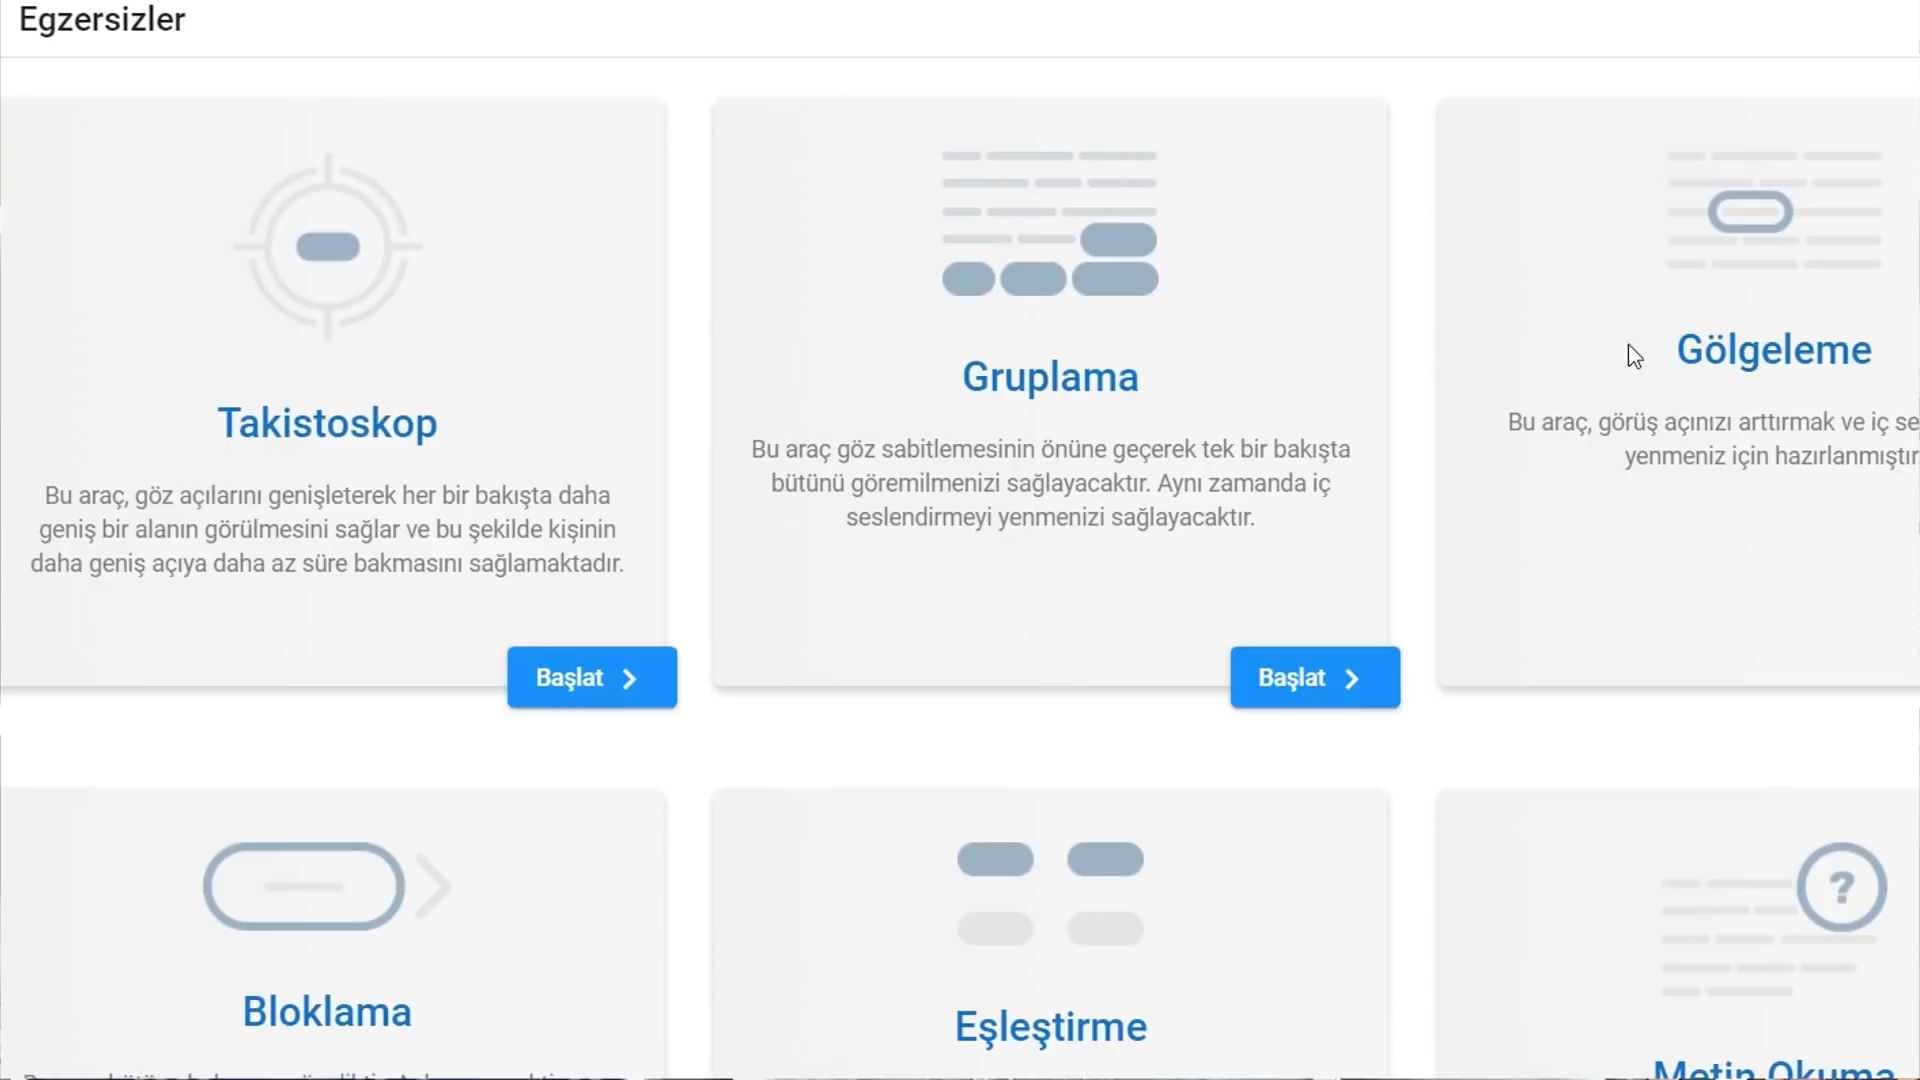 Egzersizler
Takistoskop
Bu araç, göz açılarını genişleterek her bir bakışta daha
geniş bir alanın görülmesini sağlar ve bu şekilde kişinin
daha geniş açıya daha az süre bakmasını sağlamaktadır.
Başlat
Gruplama
Bu araç göz sabitlemesinin önüne geçerek tek bir bakışta
bütünü göremilmenizi sağlayacaktır. Aynı zamanda iç
seslendirmeyi yenmenizi sağlayacaktır.
Başlat
Gölgeleme
Bu araç, görüş açınızı arttırmak ve iç se
yenmeniz için hazırlanmıştır
Bloklama
Eşleştirme
?
Metin Okuma